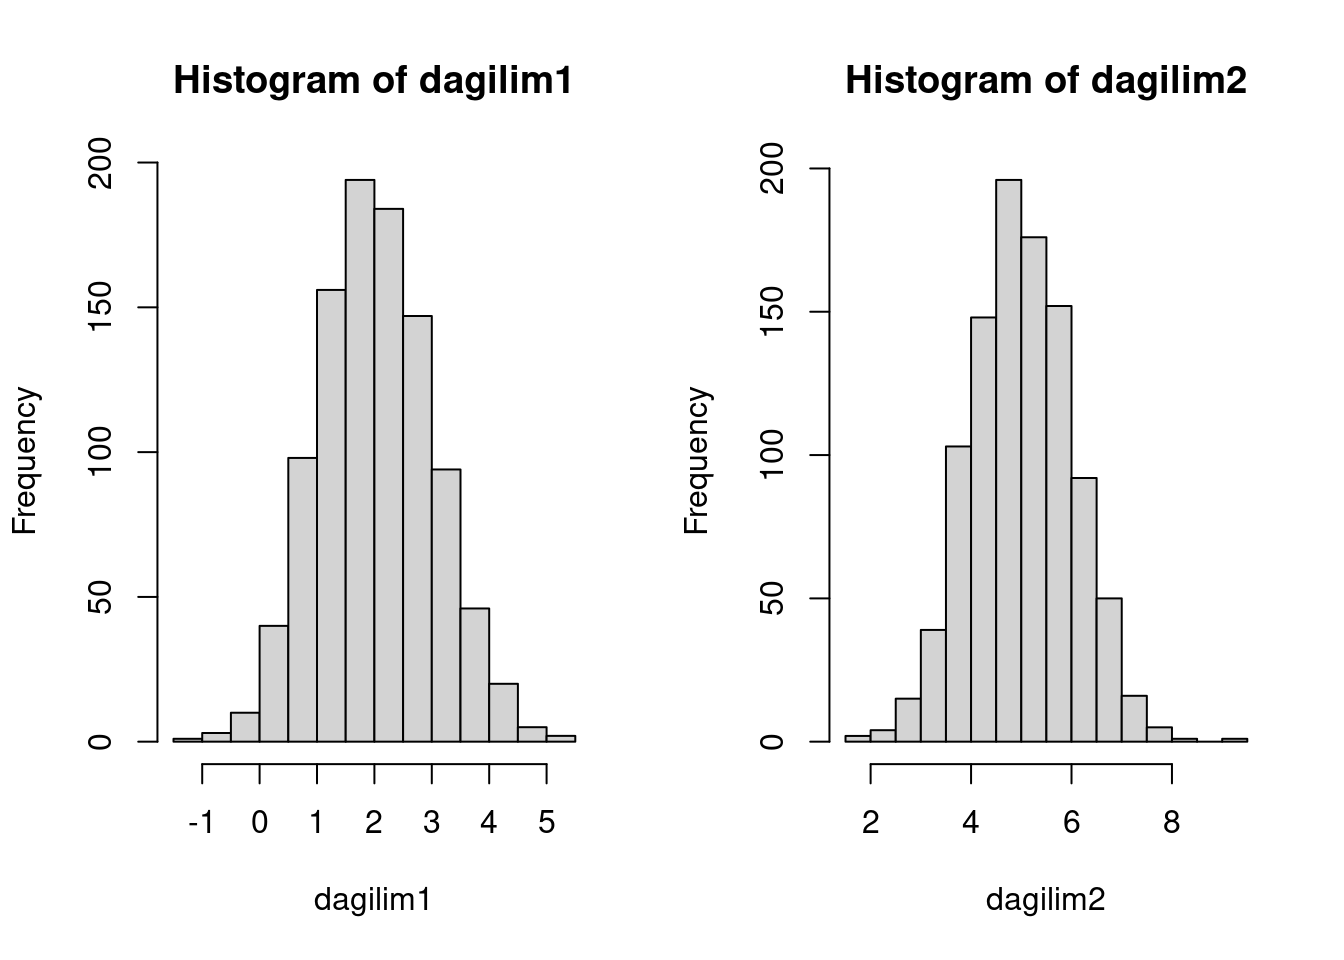 Histogram of dagilim1
Frequency
200
150
100
50
0
-1 0 1 2 3 4 5
dagilim1
Histogram of dagilim2
Frequency
200
150
100
50
0
2 4 6 8
dagilim2